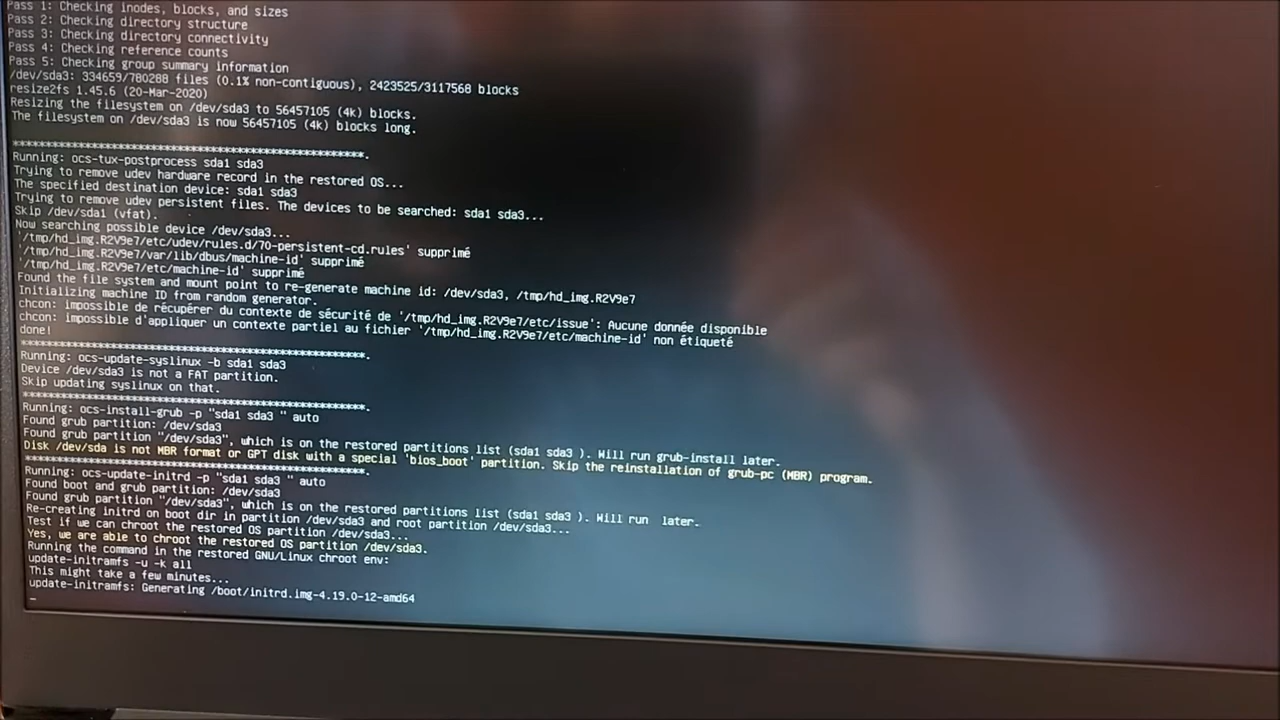 Pass 1: Checking inodes, blocks, and sizes
Pass 2: Checking directory structure
Pass 3: Checking directory connectivity
Pass 4: Checking reference counts
Pass 5: Checking group summary information
/dev/sda3: 334659/780288 files (0.1% non-contiguous), 2423525/3117568 blocks
resize2fs 1.45.6 (20-Mar-2020)
Resizing the filesystem on /dev/sda3 to 56457105 (4k) blocks.
The filesystem on /dev/sda3 is now 56457105 (4k) blocks long.
*****************************************************.
Running: ocs-tux-postprocess sda1 sda3
Trying to remove udev hardware record in the restored OS...
The specified destination device: sda1 sda3
Trying to remove udev persistent files. The devices to be searched: sda1 sda3...
Skip /dev/sda1 (vfat).
Now searching possible device /dev/sda3...
'/tmp/hd_img.R2V9e7/etc/udev/rules.d/70-persistent-cd.rules' supprimé
'/tmp/hd_img.R2V9e7/var/lib/dbus/machine-id' supprimé
'/tmp/hd_img.R2V9e7/etc/machine-id' supprimé
Found the file system and mount point to re-generate machine id: /dev/sda3, /tmp/hd_img.R2V9e7
Initializing machine ID from random generator.
chcon: impossible de récupérer du contexte de sécurité de '/tmp/hd_img.R2V9e7/etc/issue': Aucune donnée disponible
chcon: impossible d'appliquer un contexte partiel au fichier '/tmp/hd_img.R2V9e7/etc/machine-id' non étiqueté
done!
*****************************************************.
Running: ocs-update-syslinux -b sda1 sda3
Device /dev/sda3 is not a FAT partition.
Skip updating syslinux on that.
*****************************************************.
Running: ocs-install-grub -p "sda1 sda3 " auto
Found grub partition: /dev/sda3
Found grub partition "/dev/sda3", which is on the restored partitions list (sda1 sda3 ). Will run grub-install later.
Disk /dev/sda is not MBR format or GPT disk with a special 'bios_boot' partition. Skip the reinstallation of grub-pc (MBR) program.
*****************************************************.
Running: ocs-update-initrd -p "sda1 sda3 " auto
Found boot and grub partition: /dev/sda3
Found grub partition "/dev/sda3", which is on the restored partitions list (sda1 sda3 ). Will run  later.
Re-creating initrd on boot dir in partition /dev/sda3 and root partition /dev/sda3...
Test if we can chroot the restored OS partition /dev/sda3...
Yes, we are able to chroot the restored OS partition /dev/sda3.
Running the command in the restored GNU/Linux chroot env:
update-initramfs -u -k all
This might take a few minutes...
update-initramfs: Generating /boot/initrd.img-4.19.0-12-amd64
_